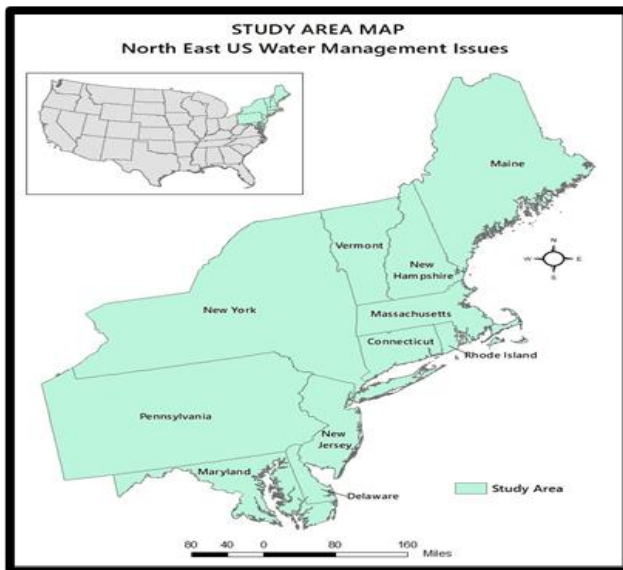 STUDY AREA MAP
North East US Water Management Issues
Maine
Vermont
New
Hampshire
N
W E
S
New York
Massachusetts
Connecticut
Rhode Island
Pennsylvania
New
Jersey
Maryland
Delaware
Study Area
80 40 0 80 160
Miles